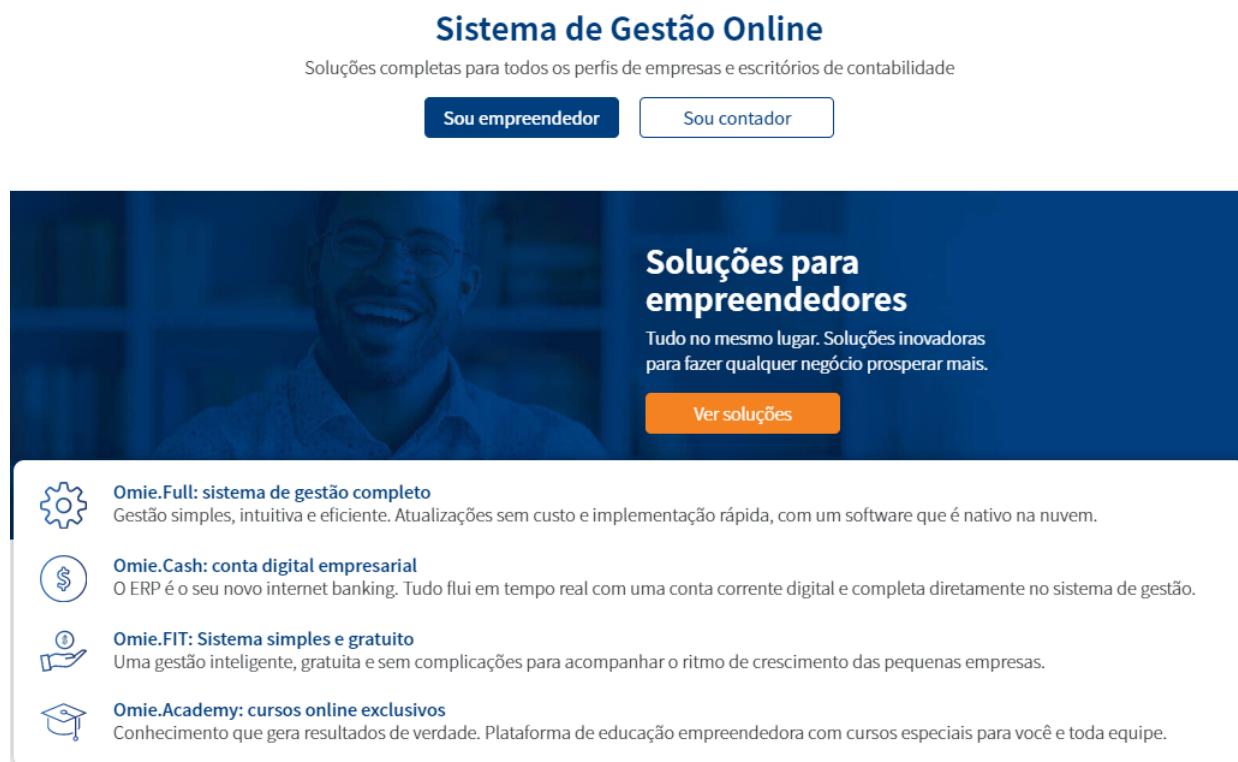 Sistema de Gestão Online
Soluções completas para todos os perfis de empresas e escritórios de contabilidade
Sou empreendedor
Sou contador
Soluções para
empreendedores
Tudo no mesmo lugar. Soluções inovadoras
para fazer qualquer negócio prosperar mais.
Ver soluções
Omie.Full: sistema de gestão completo
Gestão simples, intuitiva e eficiente. Atualizações sem custo e implementação rápida, com um software que é nativo na nuvem.
Omie.Cash: conta digital empresarial
O ERP é o seu novo internet banking. Tudo flui em tempo real com uma conta corrente digital e completa diretamente no sistema de gestão.
Omie.FIT: Sistema simples e gratuito
Uma gestão inteligente, gratuita e sem complicações para acompanhar o ritmo de crescimento das pequenas empresas.
Omie.Academy: cursos online exclusivos
Conhecimento que gera resultados de verdade. Plataforma de educação empreendedora com cursos especiais para você e toda equipe.